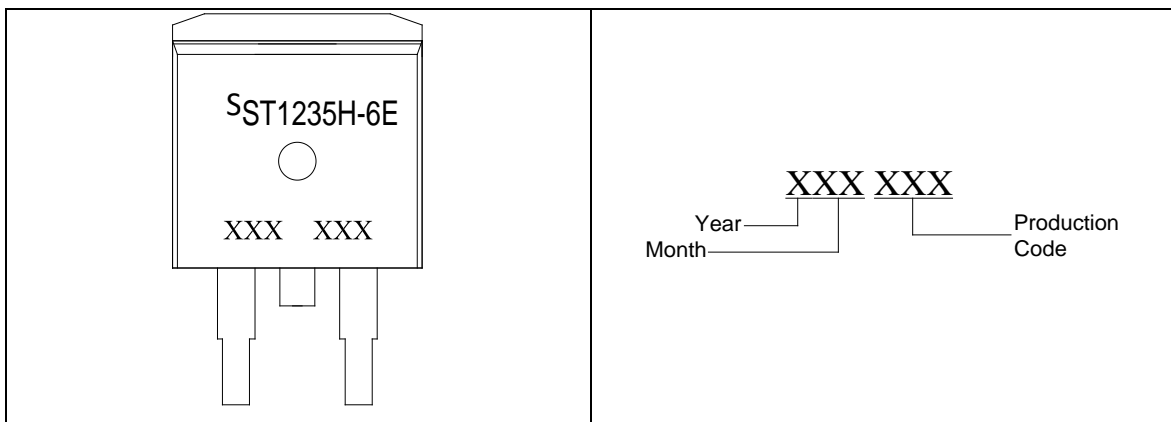 SST1235H-6E
XXX XXX
XXX XXX
Year
Month
Production
Code